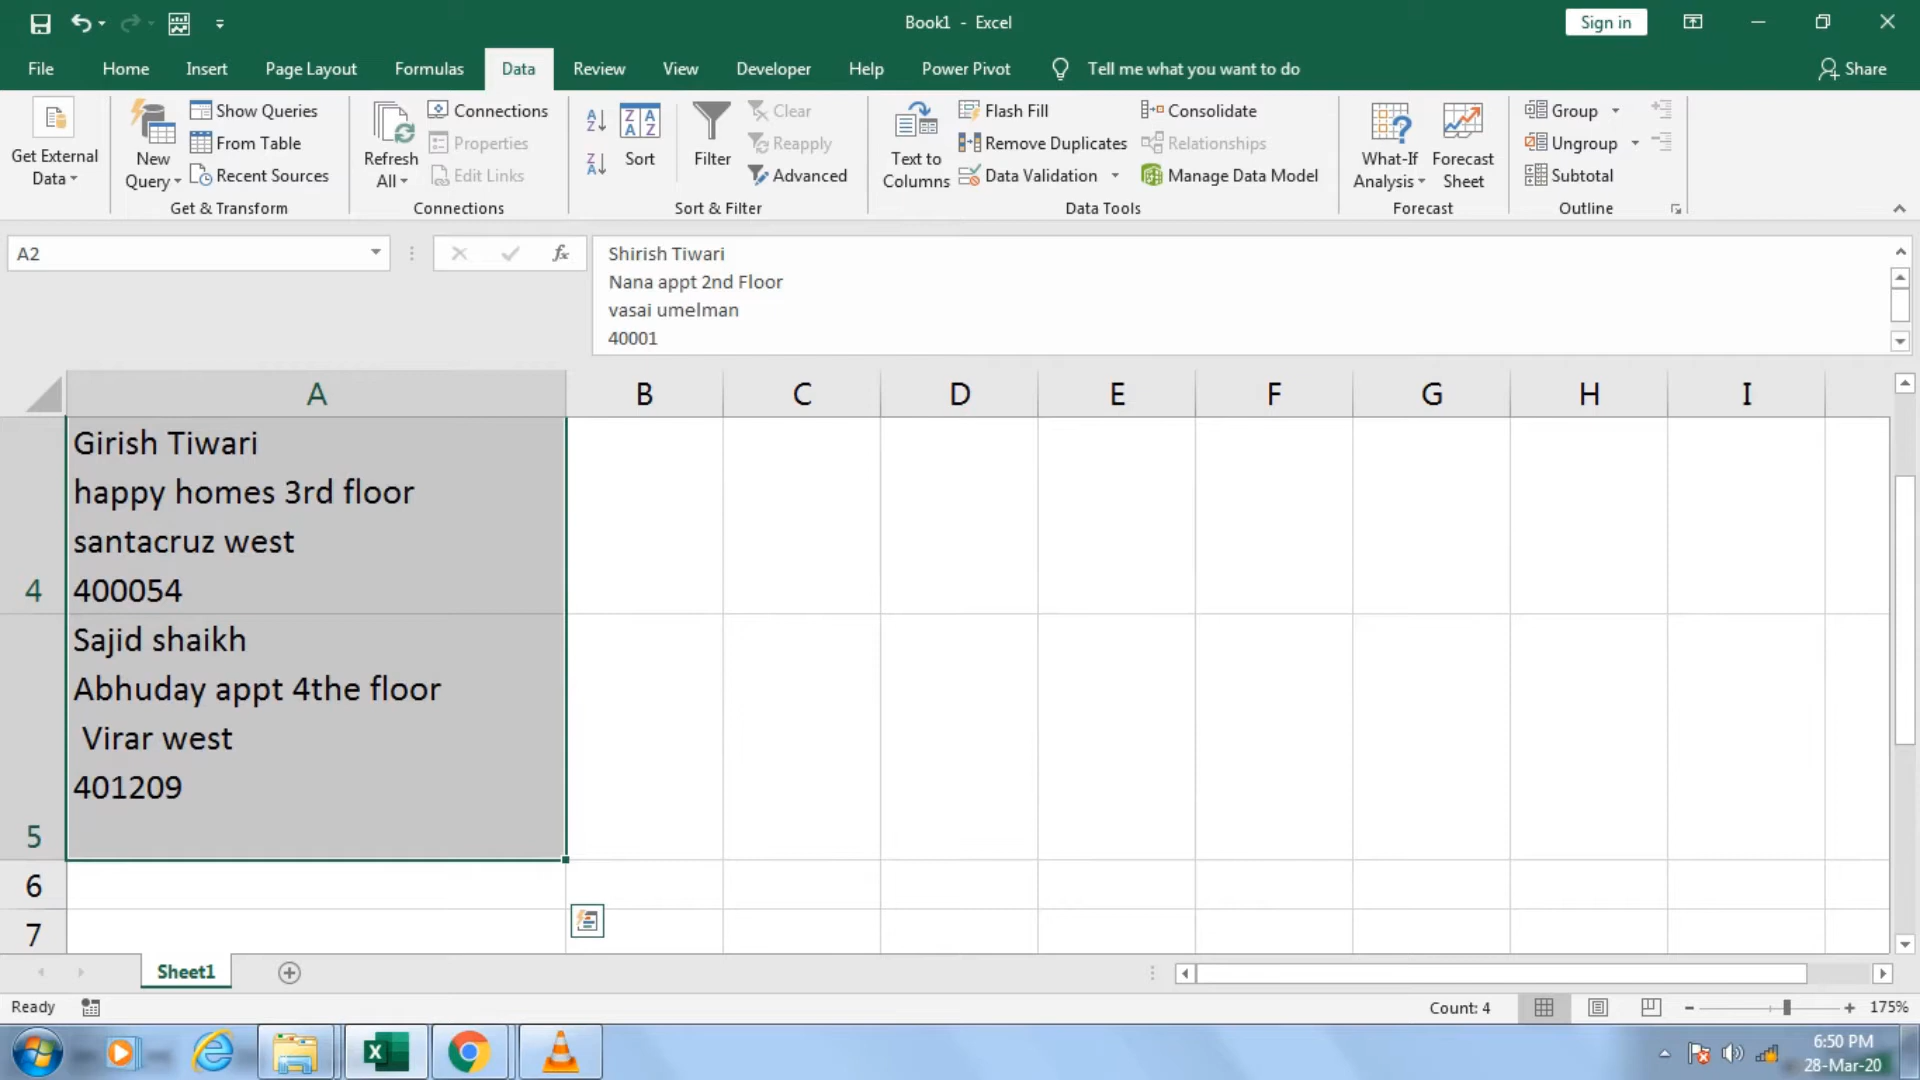 Book1 - Excel
Sign in
File Home Insert Page Layout Formulas Data Review View Developer Help Power Pivot Tell me what you want to do Share
Get External Data
New Query
Show Queries
From Table
Recent Sources
Get & Transform
Refresh All
Connections
Properties
Edit Links
Connections
Sort
Filter
Clear
Reapply
Advanced
Sort & Filter
Text to Columns
Flash Fill
Remove Duplicates
Data Validation
Consolidate
Relationships
Manage Data Model
Data Tools
What-If Analysis
Forecast Sheet
Forecast
Group
Ungroup
Subtotal
Outline
A2
fx
Shirish Tiwari
Nana appt 2nd Floor
vasai umelman
40001
A B C D E F G H I
4
Girish Tiwari
happy homes 3rd floor
santacruz west
400054
5
Sajid shaikh
Abhuday appt 4the floor
Virar west
401209
6
7
Sheet1
Ready
Count: 4
175%
6:50 PM
28-Mar-20